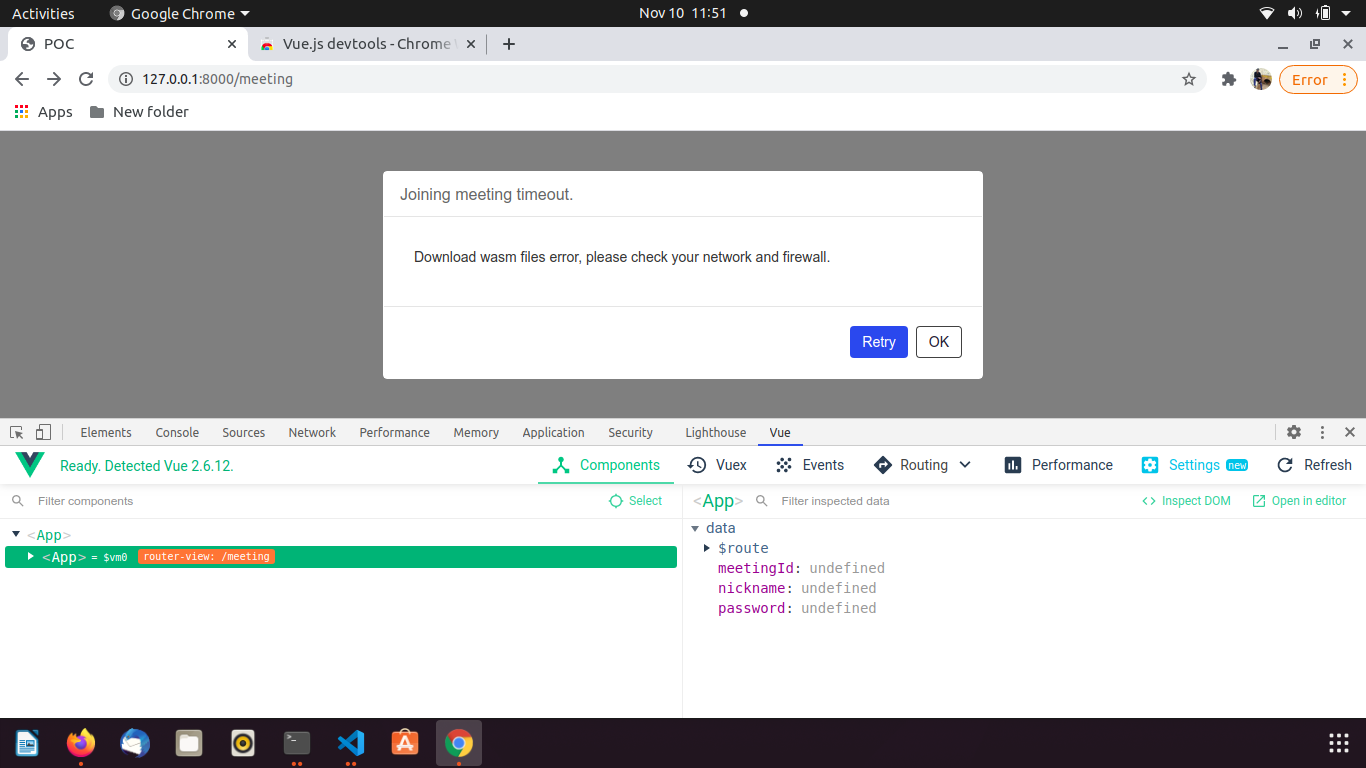 Activities Google Chrome Nov 10 11:51
POC Vue.js devtools - Chrome
127.0.0.1:8000/meeting Error
Apps New folder
Joining meeting timeout.
Download wasm files error, please check your network and firewall.
Retry OK
Elements Console Sources Network Performance Memory Application Security Lighthouse Vue
Ready. Detected Vue 2.6.12. Components Vuex Events Routing Performance Settings new Refresh
Filter components Select <App> Filter inspected data Inspect DOM Open in editor
<App> data
<App> = $vm0 router-view: /meeting $route
meetingId: undefined
nickname: undefined
password: undefined